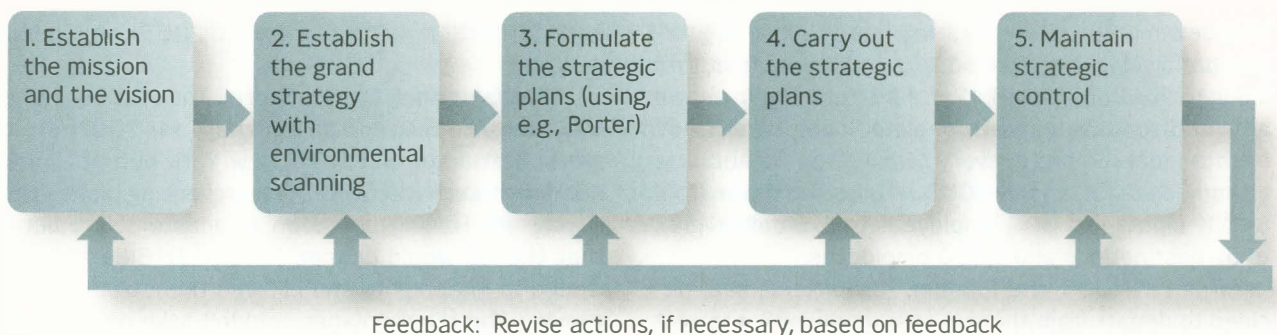 1. Establish
the mission
and the vision
2. Establish
the grand
strategy
with
environmental
scanning
3. Formulate
the strategic
plans (using,
e.g., Porter)
4. Carry out
the strategic
plans
5. Maintain
strategic
control
Feedback: Revise actions, if necessary, based on feedback